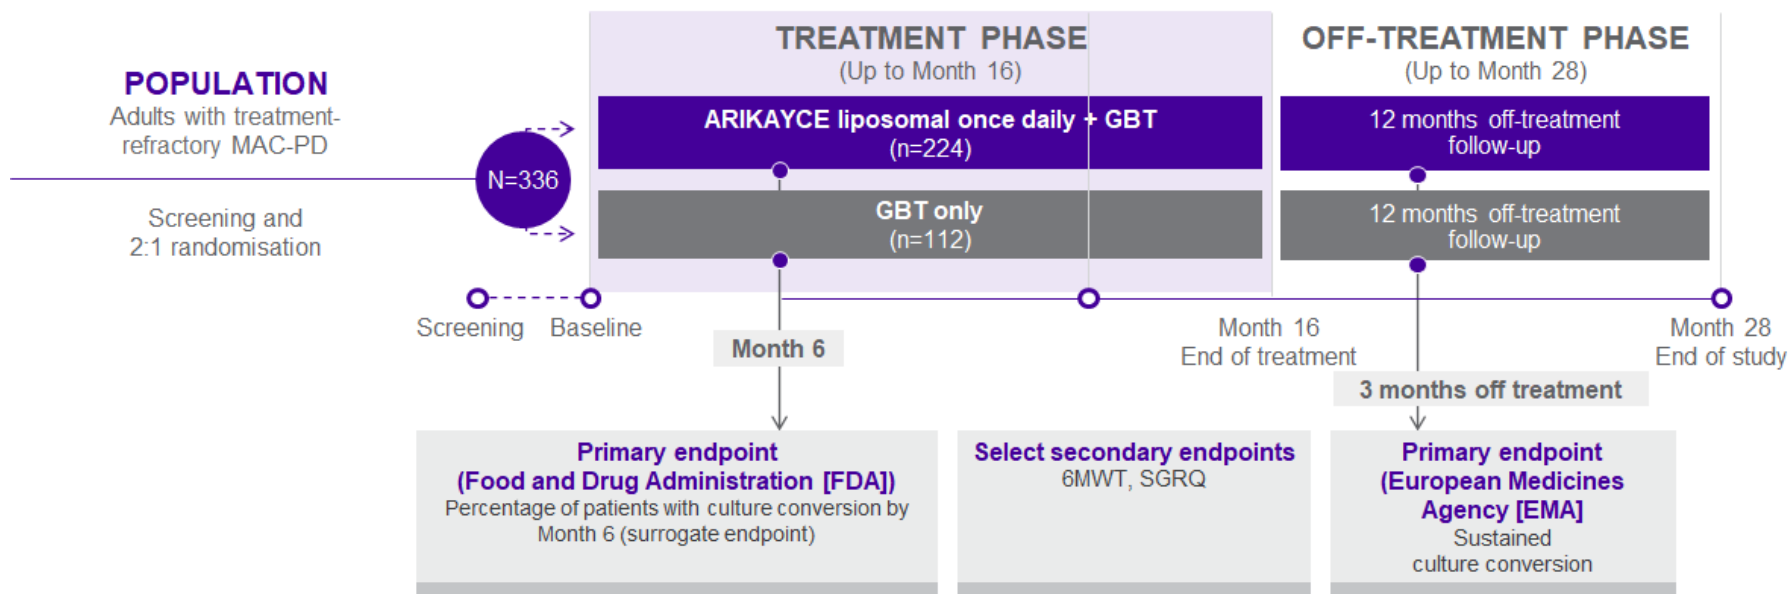 POPULATION
Adults with treatment-
refractory MAC-PD
Screening and
2:1 randomisation
N=336
TREATMENT PHASE
(Up to Month 16)
ARIKAYCE liposomal once daily + GBT
(n=224)
GBT only
(n=112)
OFF-TREATMENT PHASE
(Up to Month 28)
12 months off-treatment
follow-up
12 months off-treatment
follow-up
Screening
Baseline
Month 6
Month 16
End of treatment
3 months off treatment
Month 28
End of study
Primary endpoint
(Food and Drug Administration [FDA])
Percentage of patients with culture conversion by
Month 6 (surrogate endpoint)
Select secondary endpoints
6MWT, SGRQ
Primary endpoint
(European Medicines
Agency [EMA]
Sustained
culture conversion